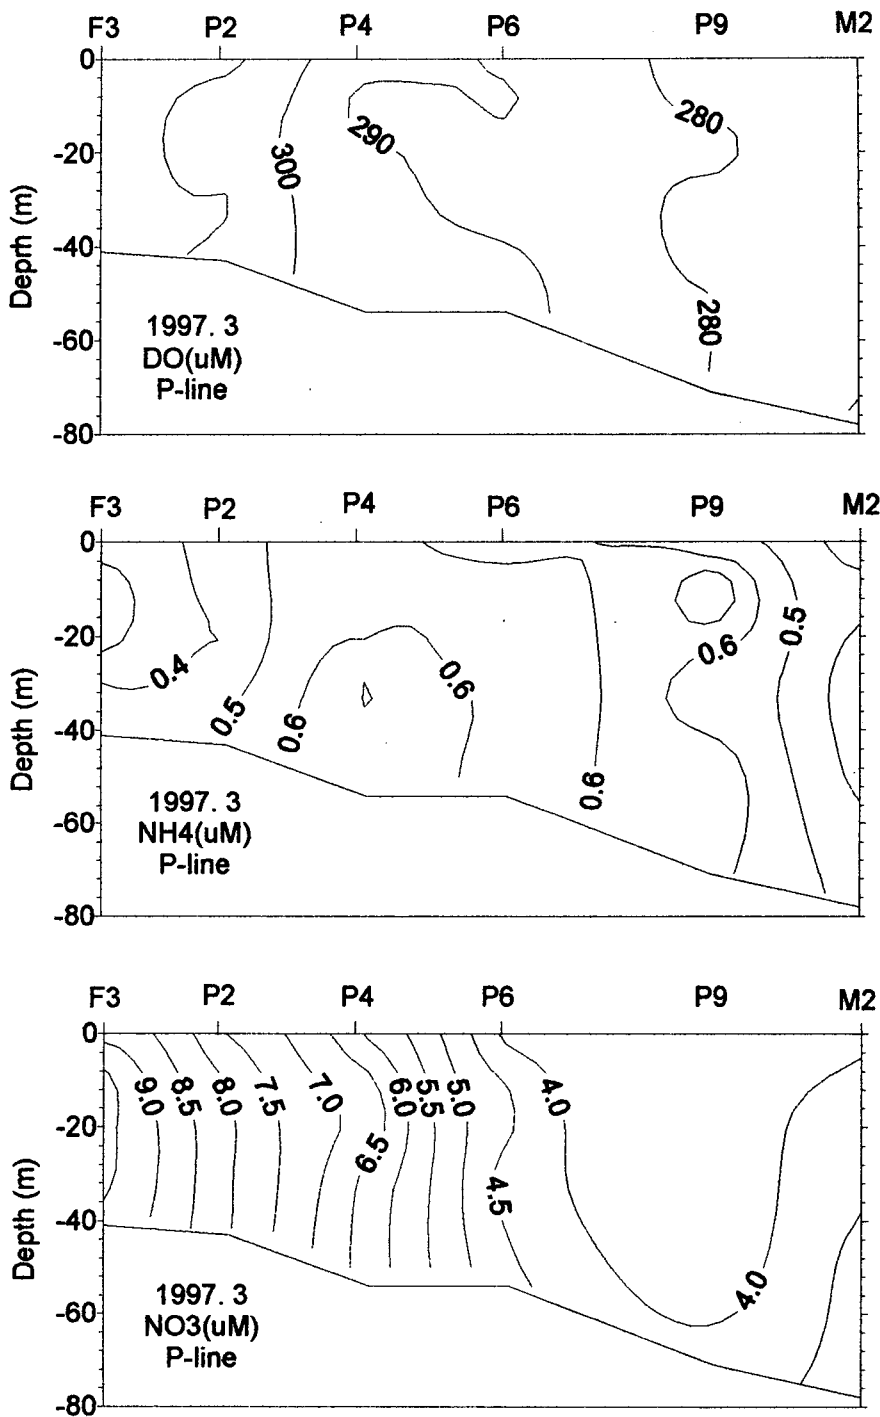 F3 P2 P4 P6 P9 M2
0
-20
-40
-60
-80
Deprh (m)
300
290
280
280
1997. 3
DO(uM)
P-line
F3 P2 P4 P6 P9 M2
0
-20
-40
-60
-80
Depth (m)
0.4
0.5
0.6
0.6
0.6
0.6
0.5
1997. 3
NH4(uM)
P-line
F3 P2 P4 P6 P9 M2
0
-20
-40
-60
-80
Depth (m)
9.0 8.5 8.0 7.5 7.0 6.0 5.5 5.0 4.0
6.5
4.5
4.0
1997. 3
NO3(uM)
P-line